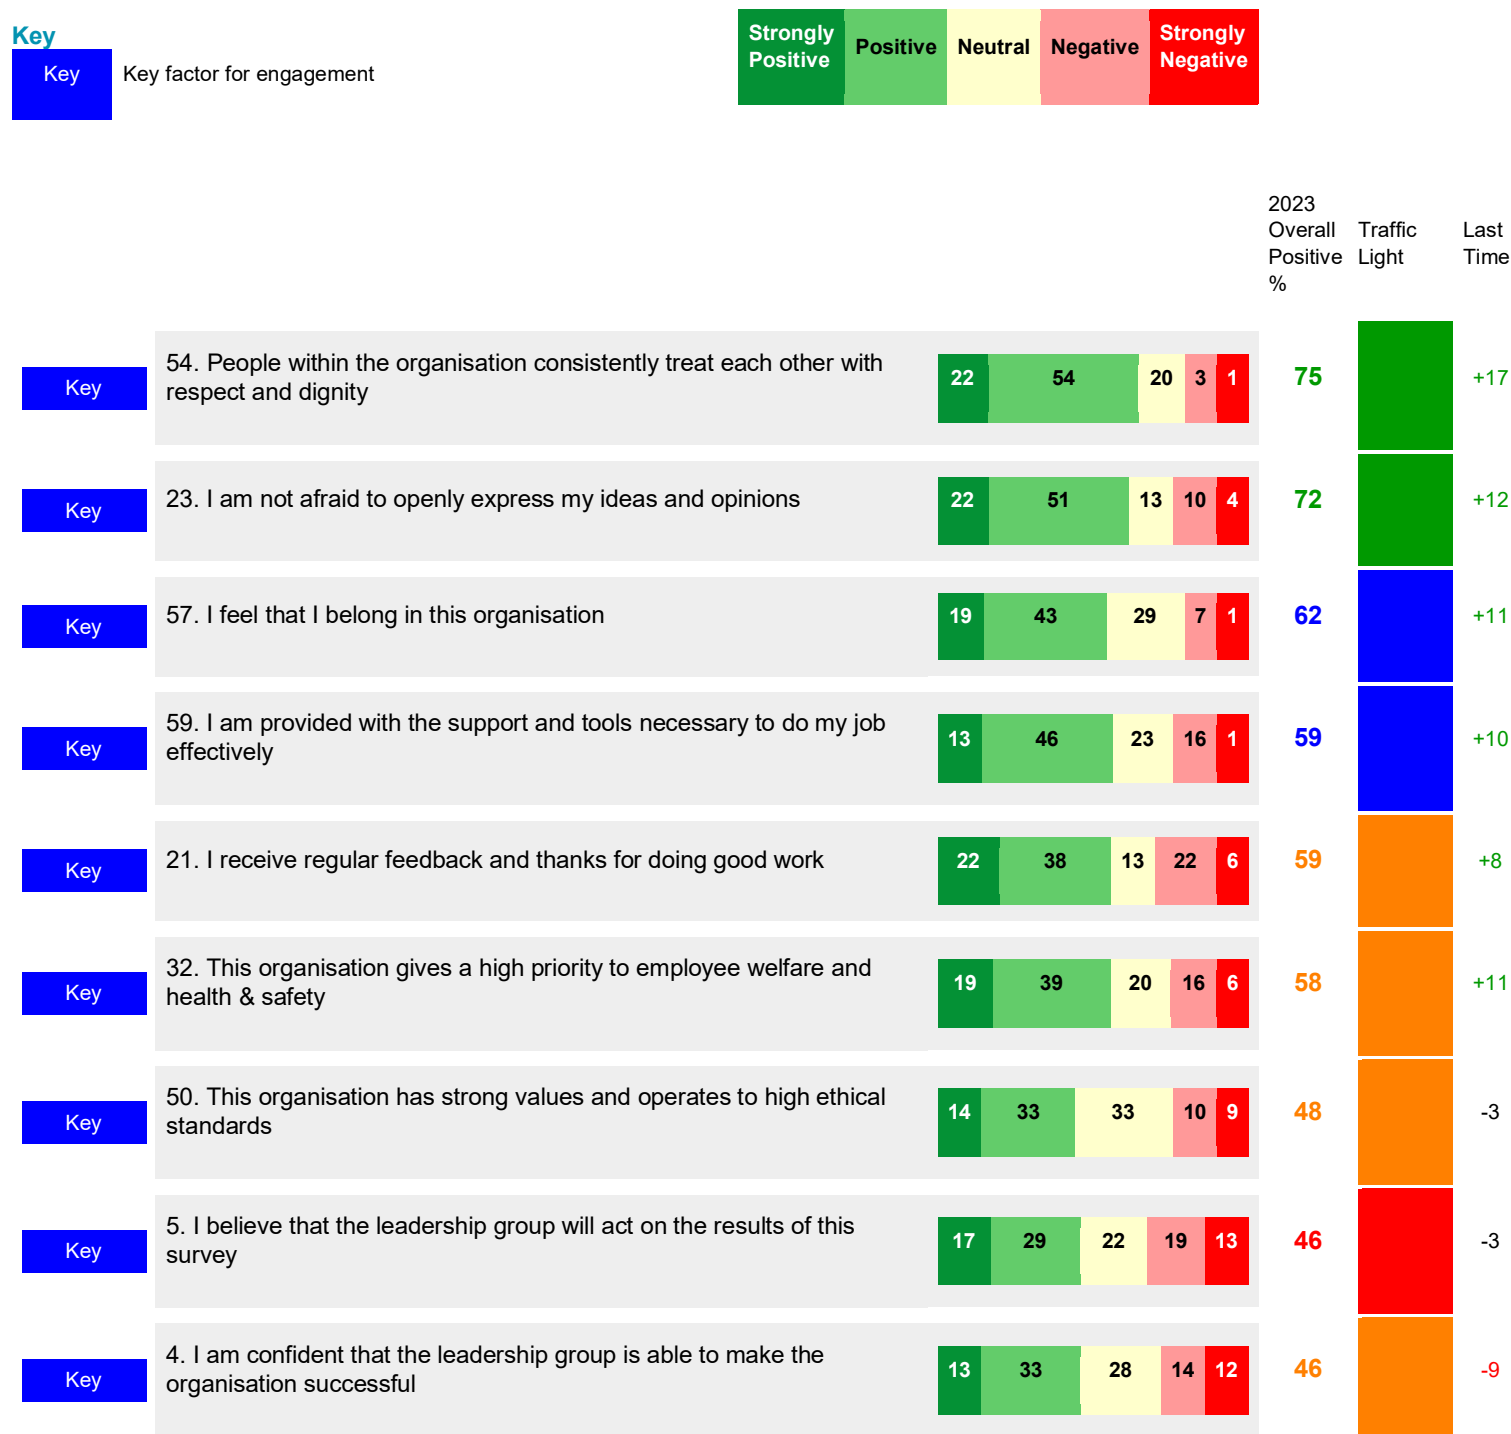 Key
Key
Key factor for engagement
Strongly Positive
Positive
Neutral
Negative
Strongly Negative
2023
Overall
Positive
%
Traffic
Light
Last
Time
Key
54. People within the organisation consistently treat each other with
respect and dignity
22 54 20 3 1
75
+17
Key
23. I am not afraid to openly express my ideas and opinions
22 51 13 10 4
72
+12
Key
57. I feel that I belong in this organisation
19 43 29 7 1
62
+11
Key
59. I am provided with the support and tools necessary to do my job
effectively
13 46 23 16 1
59
+10
Key
21. I receive regular feedback and thanks for doing good work
22 38 13 22 6
59
+8
Key
32. This organisation gives a high priority to employee welfare and
health & safety
19 39 20 16 6
58
+11
Key
50. This organisation has strong values and operates to high ethical
standards
14 33 33 10 9
48
-3
Key
5. I believe that the leadership group will act on the results of this
survey
17 29 22 19 13
46
-3
Key
4. I am confident that the leadership group is able to make the
organisation successful
13 33 28 14 12
46
-9